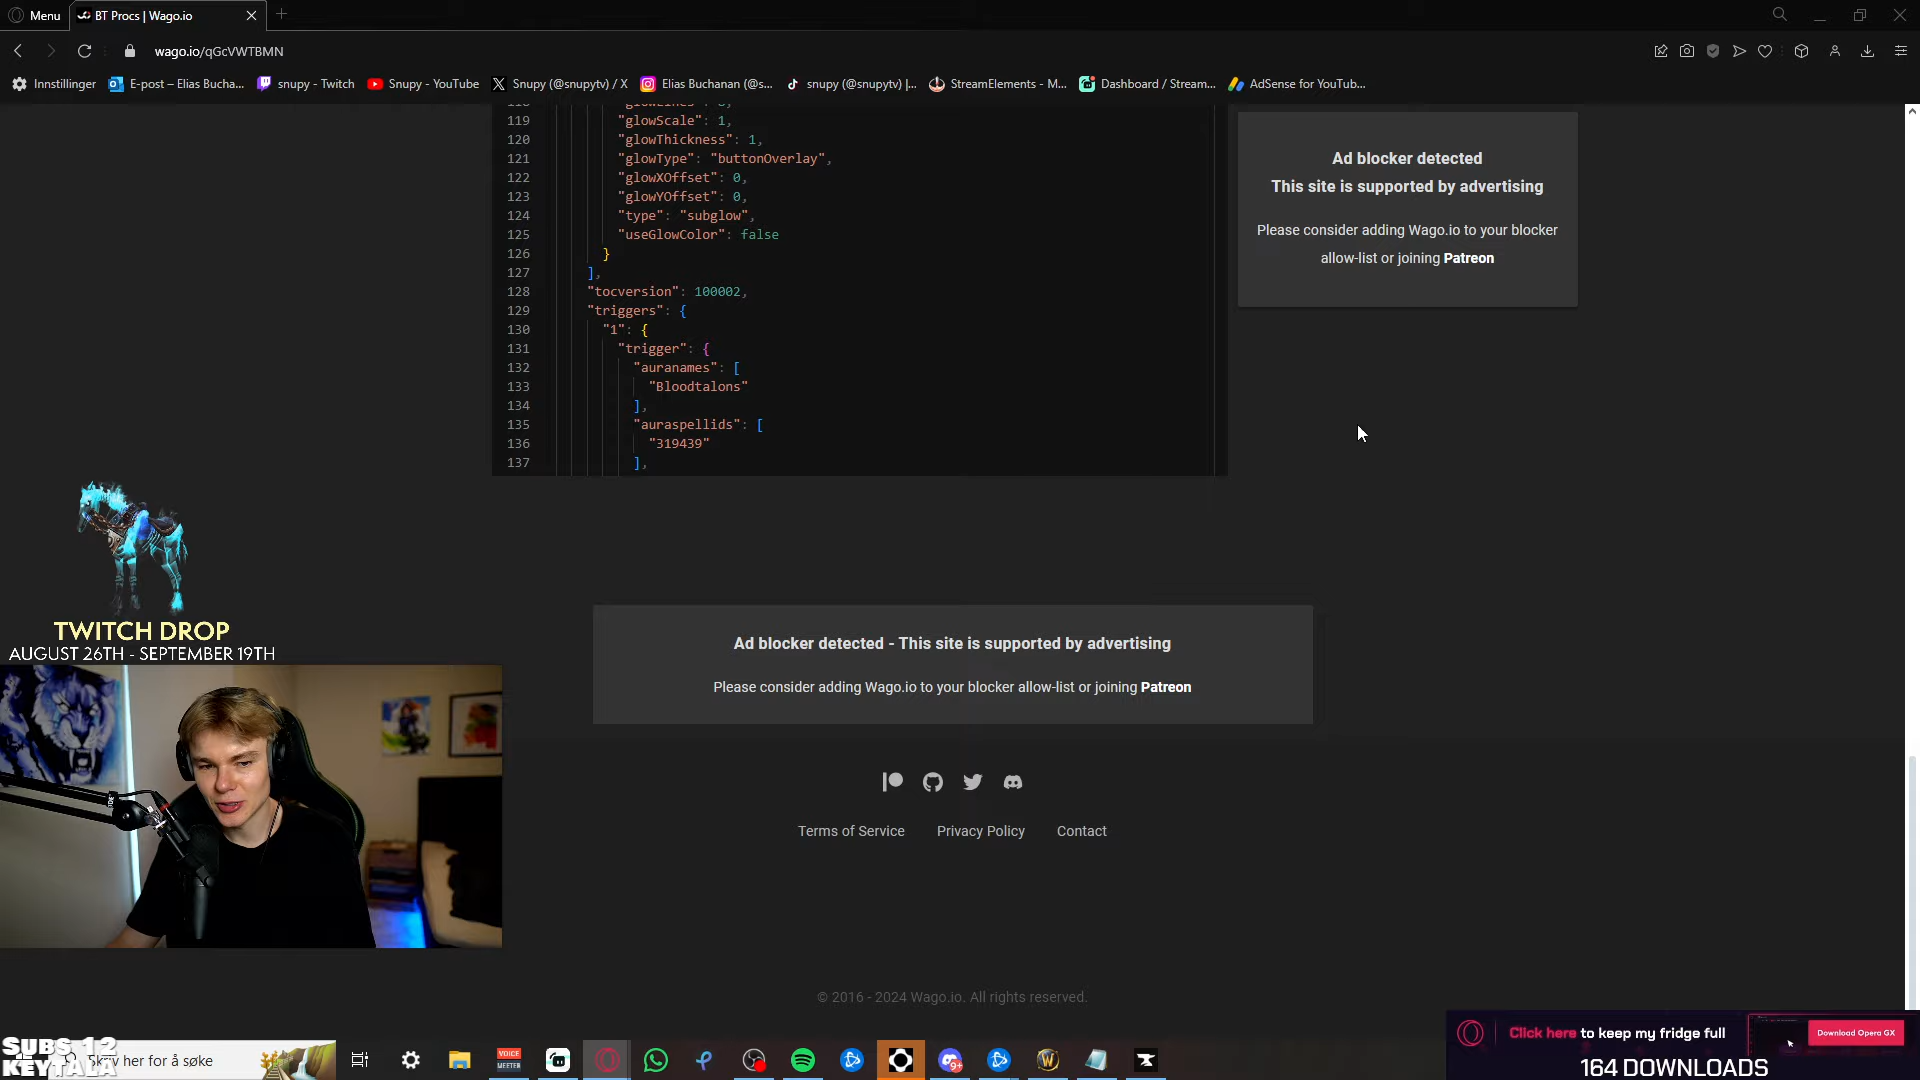 Menu
BT Procs | Wago.io
wago.io/qGcVWTBMN
Innstillinger
E-post – Elias Bucha...
snupy - Twitch
Snupy - YouTube
Snupy (@snupytv) / X
Elias Buchanan (@s...
snupy (@snupytv) |...
StreamElements - M...
Dashboard / Stream...
AdSense for YouTub...
119 "glowScale": 1,
120 "glowThickness": 1,
121 "glowType": "buttonOverlay",
122 "glowXOffset": 0,
123 "glowYOffset": 0,
124 "type": "subglow",
125 "useGlowColor": false
126 }
127 ],
128 "tocversion": 100002,
129 "triggers": {
130 "1": {
131 "trigger": {
132 "auranames": [
133 "Bloodtalons"
134 ],
135 "auraspellids": [
136 "319439"
137 ],
Ad blocker detected
This site is supported by advertising
Please consider adding Wago.io to your blocker
allow-list or joining Patreon
TWITCH DROP
AUGUST 26TH - SEPTEMBER 19TH
Ad blocker detected - This site is supported by advertising
Please consider adding Wago.io to your blocker allow-list or joining Patreon
Terms of Service
Privacy Policy
Contact
© 2016 - 2024 Wago.io. All rights reserved.
SUBS 12
KEYTALA
her for å søke
VOICE
MEETER
9+
Click here to keep my fridge full
Download Opera GX
164 DOWNLOADS